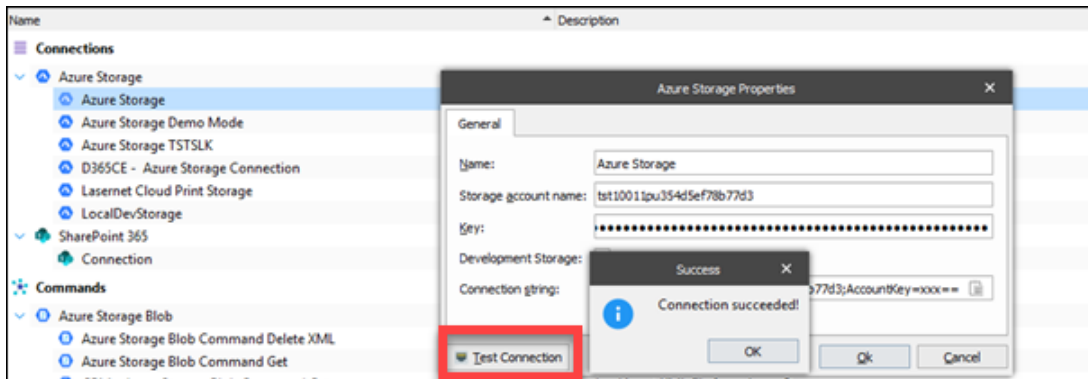 Name Description
Connections
Azure Storage
Azure Storage
Azure Storage Demo Mode
Azure Storage TSTSLK
D365CE - Azure Storage Connection
Lasernet Cloud Print Storage
LocalDevStorage
SharePoint 365
Connection
Commands
Azure Storage Blob
Azure Storage Blob Command Delete XML
Azure Storage Blob Command Get
Azure Storage Properties
General
Name: Azure Storage
Storage account name: tst10011pu354d5ef78b77d3
Key:
Development Storage:
Connection string: b77d3;AccountKey=xxx==
Success
Connection succeeded!
OK
Test Connection
Ok Cancel